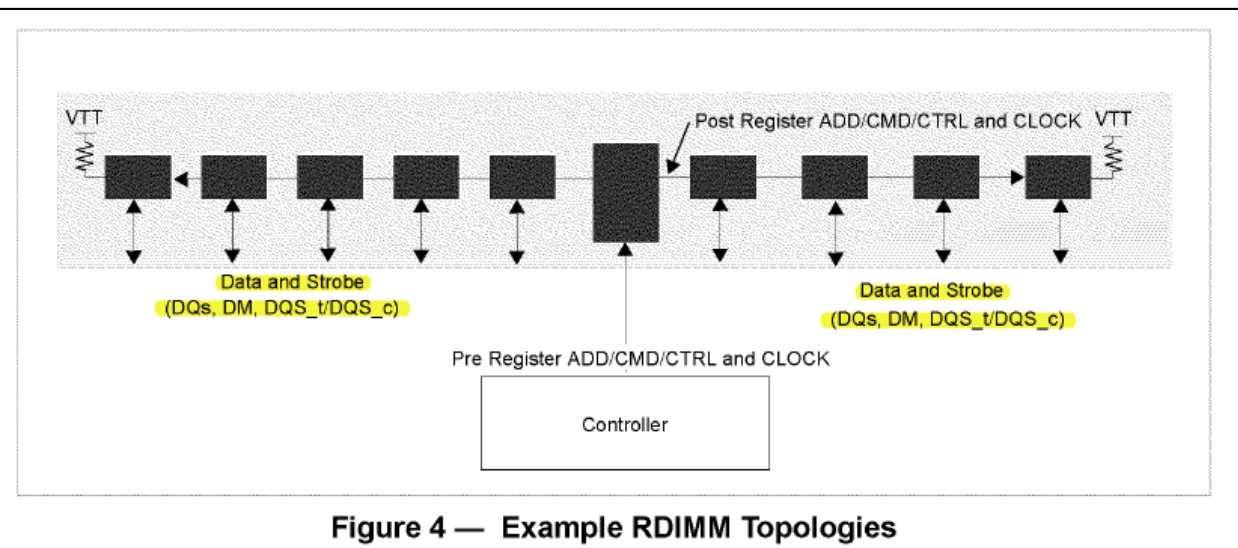 VTT
Post Register ADD/CMD/CTRL and CLOCK
VTT
Data and Strobe
(DQs, DM, DQS_t/DQS_c)
Data and Strobe
(DQs, DM, DQS_t/DQS_c)
Pre Register ADD/CMD/CTRL and CLOCK
Controller
Figure 4 — Example RDIMM Topologies